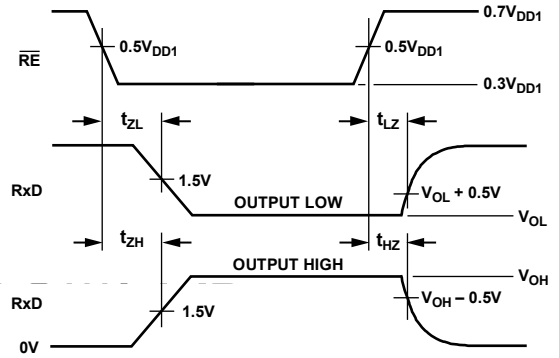 0.7VDD1
RE
0.5VDD1
0.5VDD1
0.3VDD1
tZL
tLZ
RxD
1.5V
OUTPUT LOW
VOL + 0.5V
VOL
tZH
tHZ
OUTPUT HIGH
VOH
RxD
1.5V
VOH – 0.5V
0V